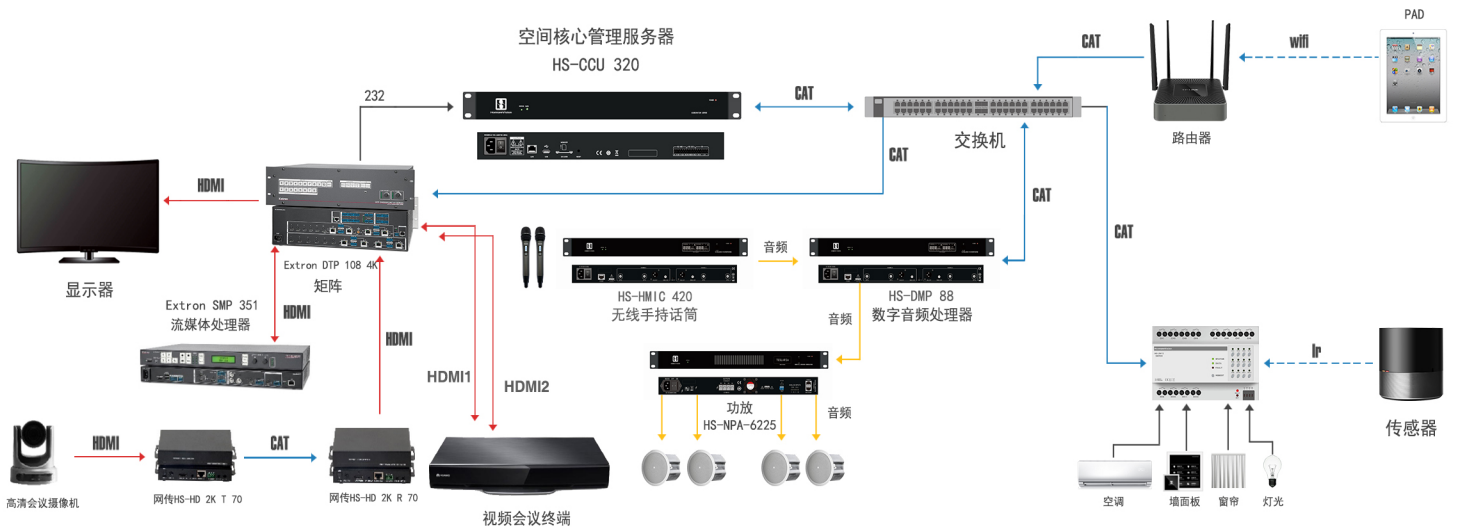 空间核心管理服务器
HS-CCU 320
PAD
CAT
wifi
232
CAT
交换机
路由器
CAT
HDMI
CAT
CAT
音频
Extron DTP 108 4K
矩阵
显示器
HS-HMIC 420
无线手持话筒
HS-DMP 88
数字音频处理器
Extron SMP 351
流媒体处理器
HDMI
HDMI
音频
Ir
HDMI1
HDMI2
功放
HS-NPA-6225
音频
传感器
HDMI
CAT
高清会议摄像机
网传HS-HD 2K T 70
网传HS-HD 2K R 70
视频会议终端
空调
墙面板
窗帘
灯光